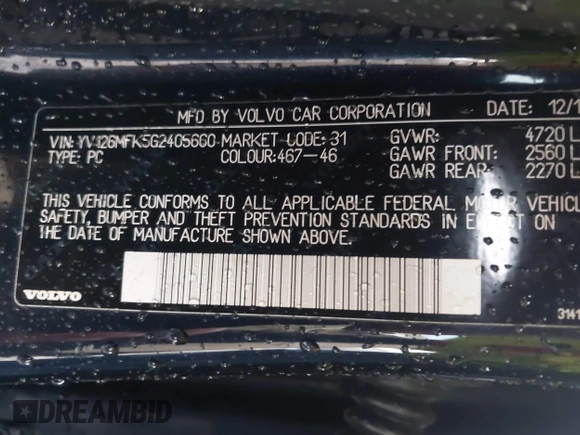 MFD BY VOLVO CAR CORPORATION DATE: 12/1
VIN: YV126MFK5G2405660 MARKET CODE: 31 GVWR: 4720 L
TYPE: PC COLOUR: 467-46 GAWR FRONT: 2560 L
GAWR REAR: 2270 L
THIS VEHICLE CONFORMS TO ALL APPLICABLE FEDERAL MOTOR VEHICL
SAFETY, BUMPER AND THEFT PREVENTION STANDARDS IN EFFECT ON
THE DATE OF MANUFACTURE SHOWN ABOVE.
VOLVO
3141
DREAMBID